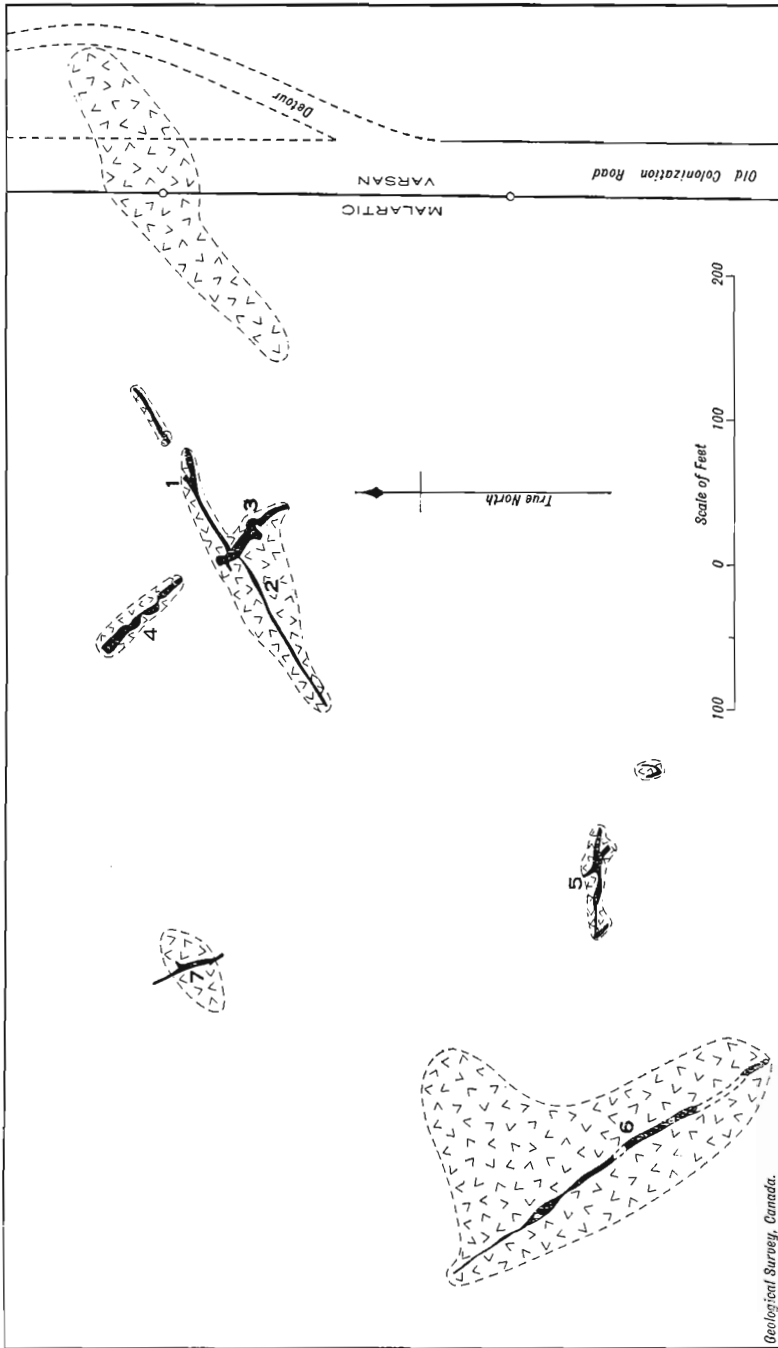 Detour
VARSAN
MALARTIC
Old Colonization Road
1
2
3
4
5
6
7
True North
Scale of Feet
100 0 100 200
Geological Survey, Canada.